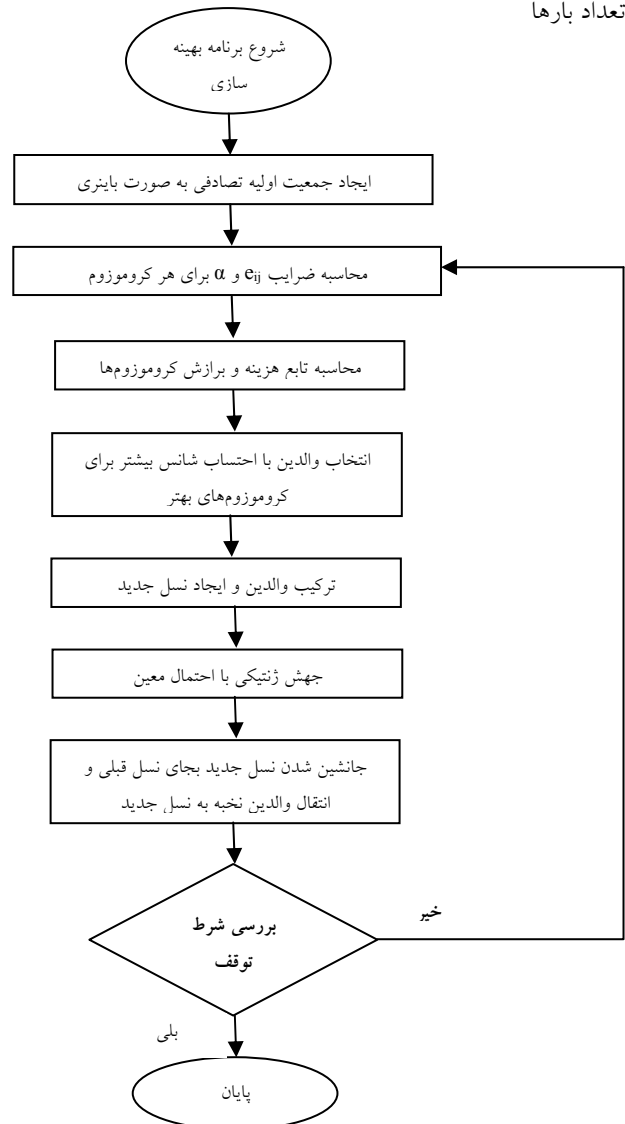 تعداد بارها
شروع برنامه بهینه
سازی
ایجاد جمعیت اولیه تصادفی به صورت باینری
محاسبه ضرایب eij و α برای هر کروموزوم
محاسبه تابع هزینه و برازش کروموزوم‌ها
انتخاب والدین با احتساب شانس بیشتر برای
کروموزوم‌های بهتر
ترکیب والدین و ایجاد نسل جدید
جهش ژنتیکی با احتمال معین
جانشین شدن نسل جدید بجای نسل قبلی و
انتقال والدین نخبه به نسل جدید
بررسی شرط
توقف
خیر
بلی
پایان